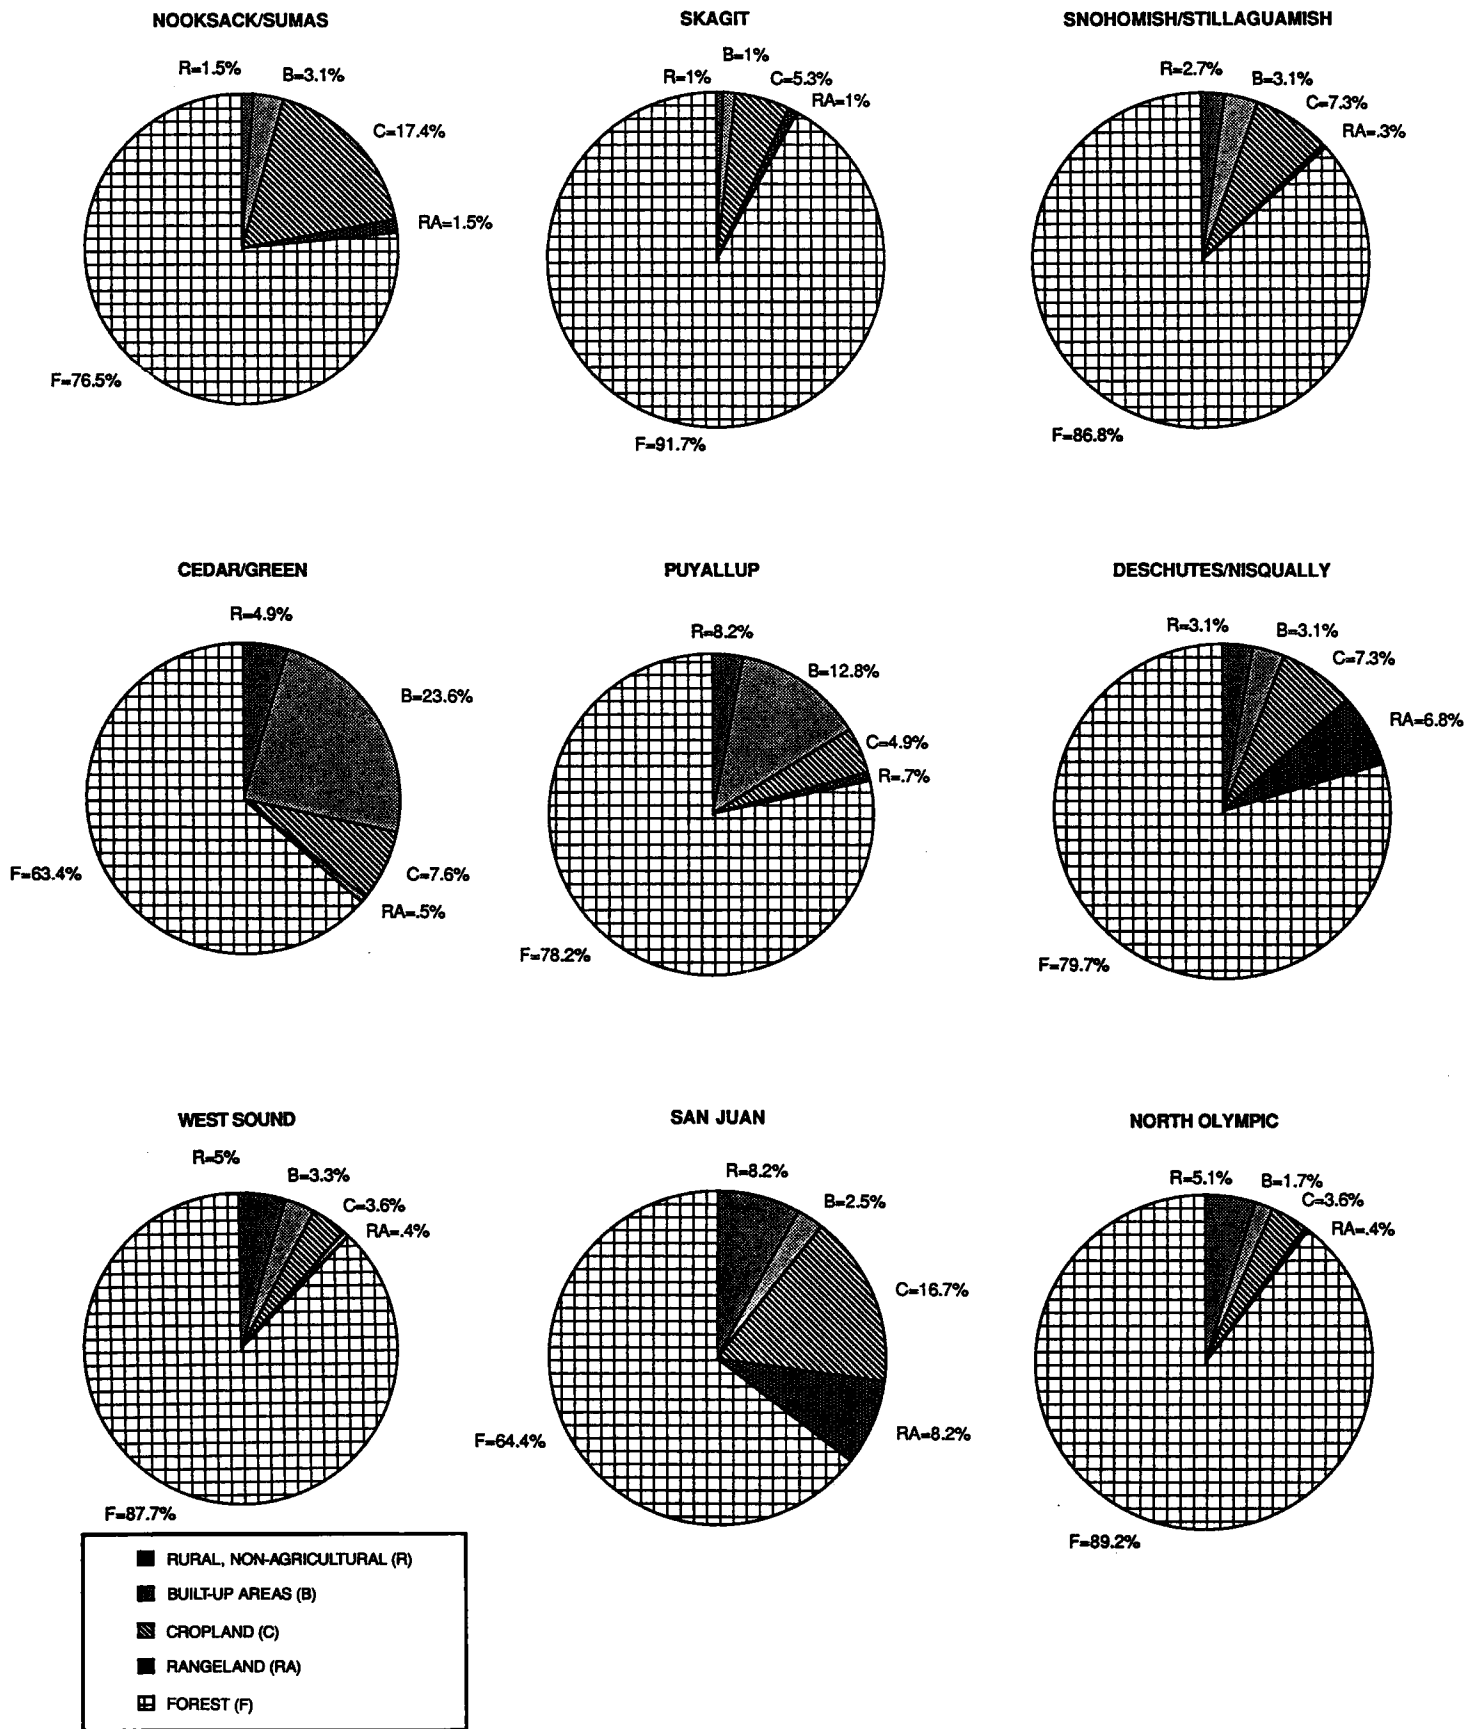 NOOKSACK/SUMAS
R=1.5%
B=3.1%
C=17.4%
RA=1.5%
F=76.5%
SKAGIT
B=1%
R=1%
C=5.3%
RA=1%
F=91.7%
SNOHOMISH/STILLAGUAMISH
R=2.7%
B=3.1%
C=7.3%
RA=.3%
F=86.8%
CEDAR/GREEN
R=4.9%
B=23.6%
C=7.6%
RA=.5%
F=63.4%
PUYALLUP
R=8.2%
B=12.8%
C=4.9%
R=.7%
F=78.2%
DESCHUTES/NISQUALLY
R=3.1%
B=3.1%
C=7.3%
RA=6.8%
F=79.7%
WEST SOUND
R=5%
B=3.3%
C=3.6%
RA=.4%
F=87.7%
SAN JUAN
R=8.2%
B=2.5%
C=16.7%
RA=8.2%
F=64.4%
NORTH OLYMPIC
R=5.1%
B=1.7%
C=3.6%
RA=.4%
F=89.2%
RURAL, NON-AGRICULTURAL (R)
BUILT-UP AREAS (B)
CROPLAND (C)
RANGELAND (RA)
FOREST (F)